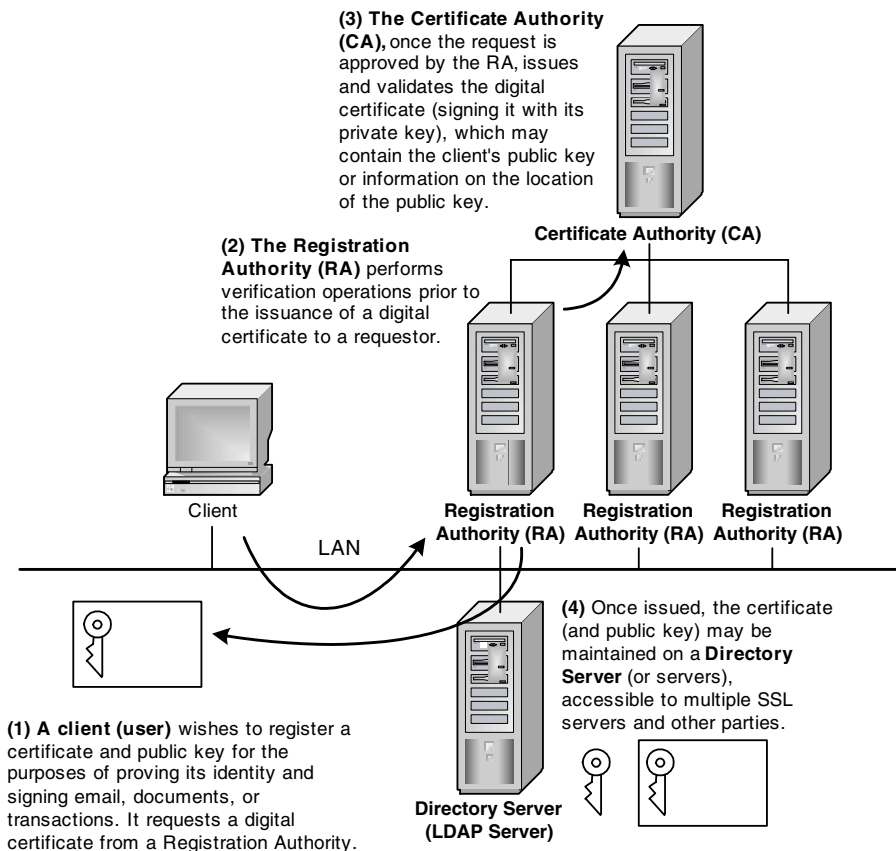 (3) The Certificate Authority
(CA), once the request is
approved by the RA, issues
and validates the digital
certificate (signing it with its
private key), which may
contain the client's public key
or information on the location
of the public key.
Certificate Authority (CA)
(2) The Registration
Authority (RA) performs
verification operations prior to
the issuance of a digital
certificate to a requestor.
Client
Registration
Authority (RA)
Registration
Authority (RA)
Registration
Authority (RA)
LAN
(4) Once issued, the certificate
(and public key) may be
maintained on a Directory
Server (or servers),
accessible to multiple SSL
servers and other parties.
(1) A client (user) wishes to register a
certificate and public key for the
purposes of proving its identity and
signing email, documents, or
transactions. It requests a digital
certificate from a Registration Authority.
Directory Server
(LDAP Server)